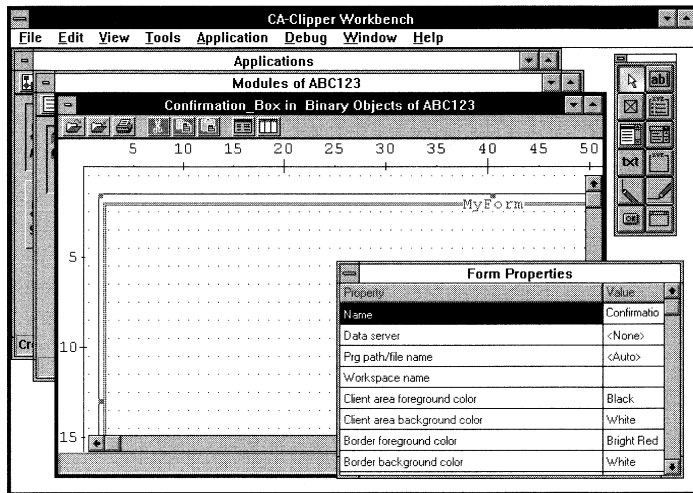 CA-Clipper Workbench
File Edit View Tools Application Debug Window Help
Applications
Modules of ABC123
Confirmation_Box in Binary Objects of ABC123
5 10 15 20 25 30 35 40 45 50
MyForm
5
10
15
Cr
ab|
txt
OK
Form Properties
Property Value
Name Confirmatio
Data server <None>
Prg path/file name <Auto>
Workspace name
Client area foreground color Black
Client area background color White
Border foreground color Bright Red
Border background color White